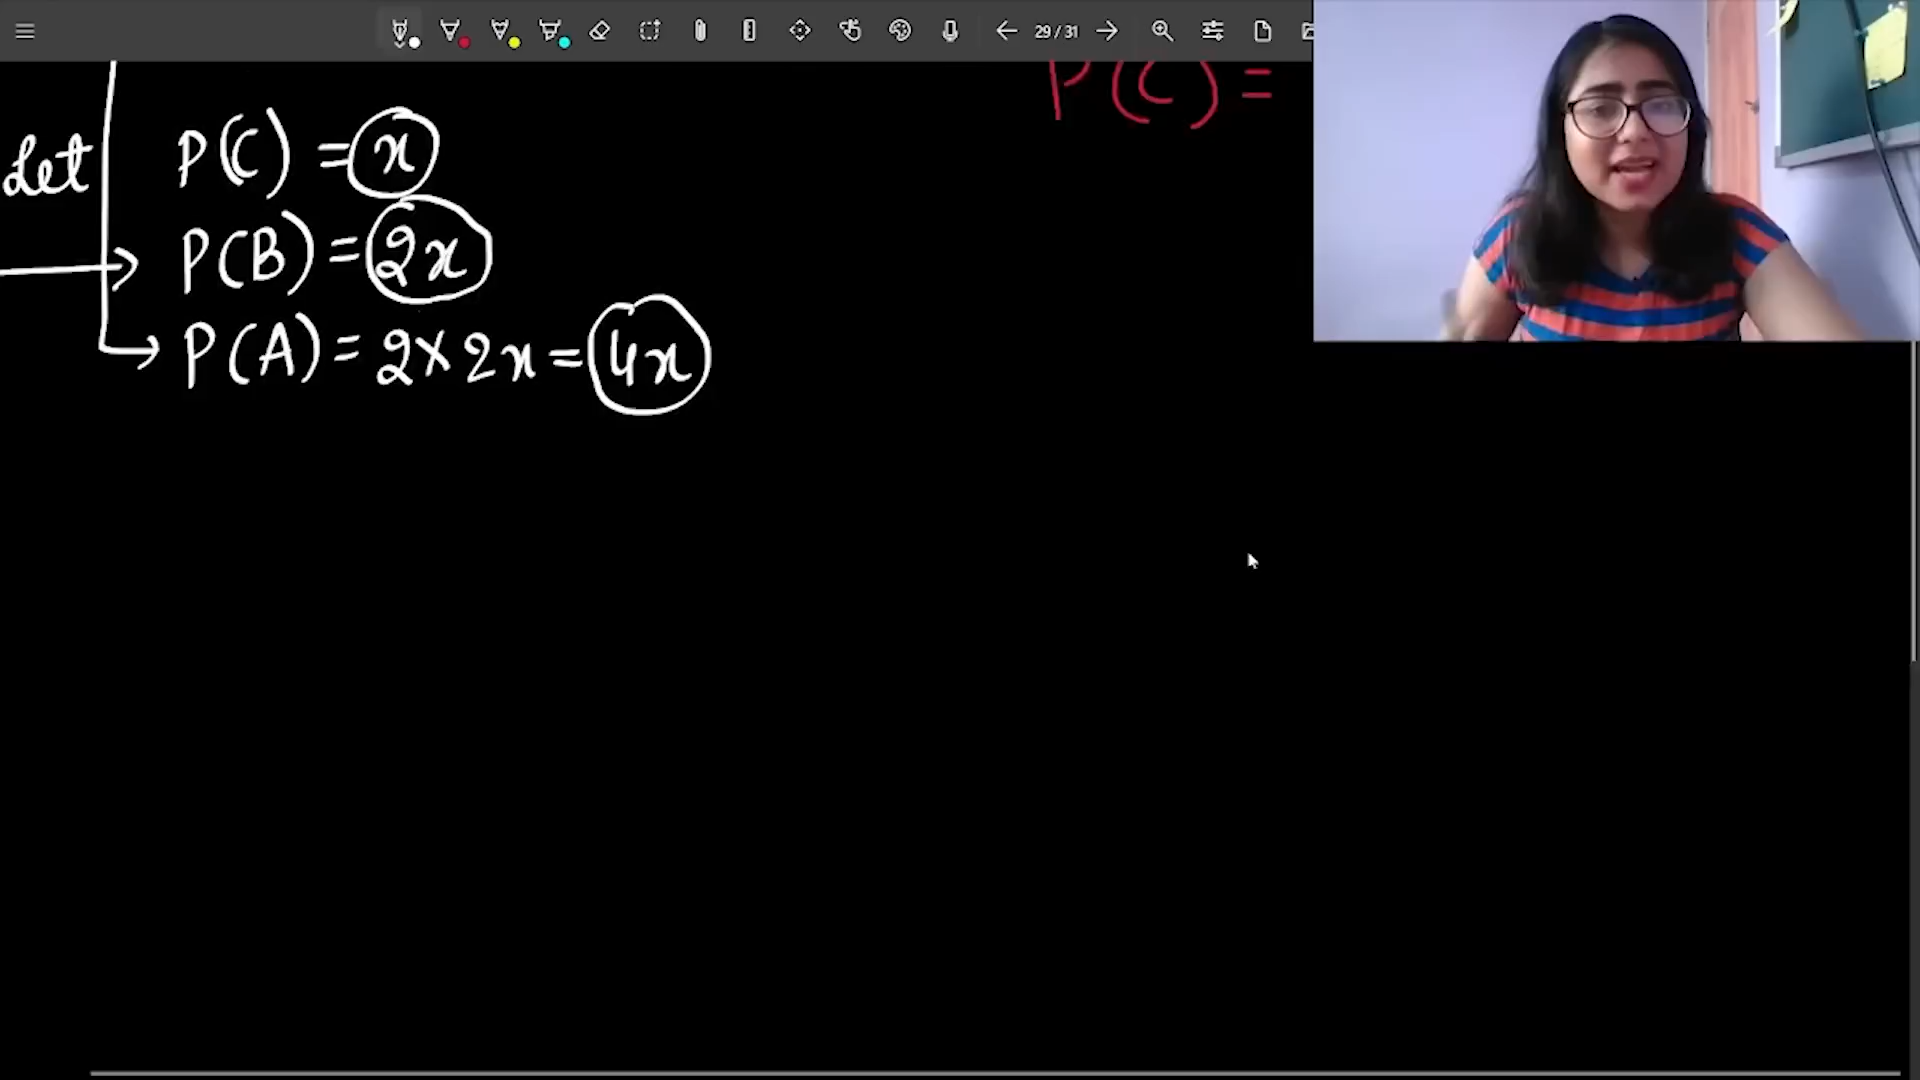 29 / 31
P(C) =
Let P(C) = x
P(B) = 2x
P(A) = 2 × 2x = 4x